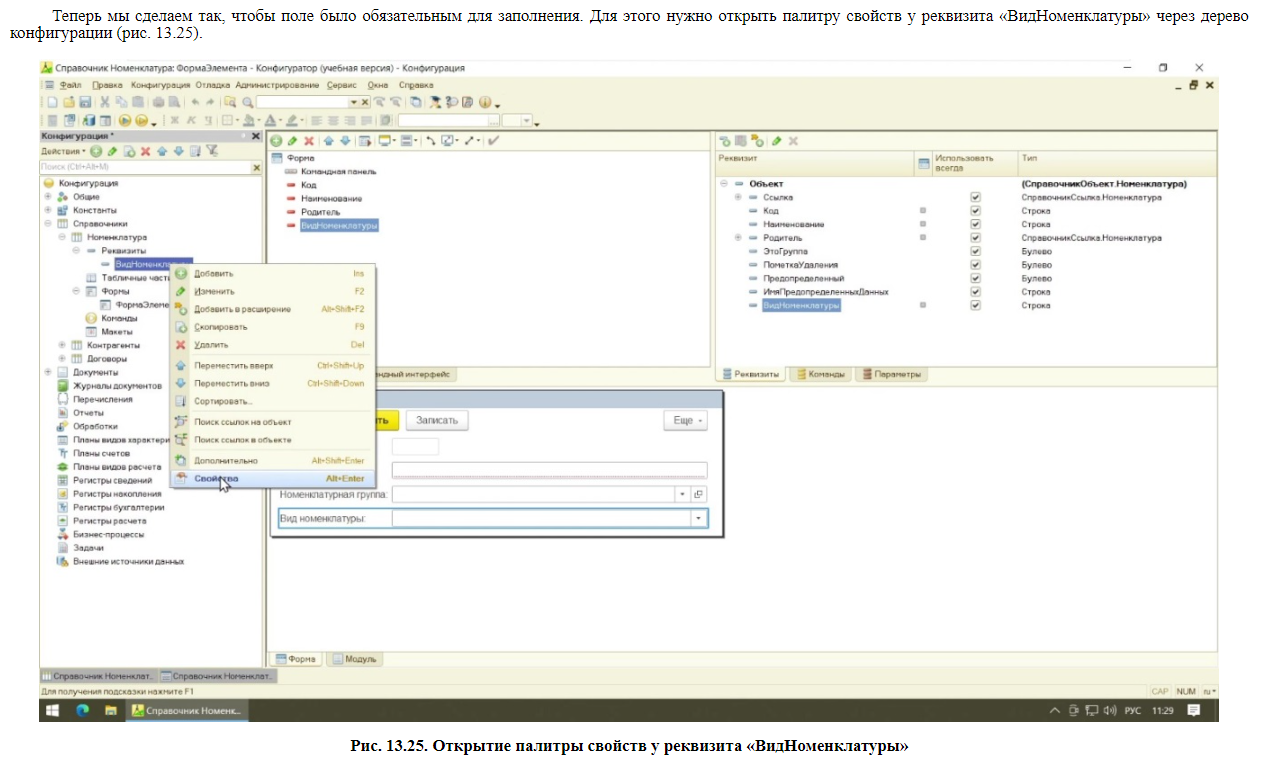 Теперь мы сделаем так, чтобы поле было обязательным для заполнения. Для этого нужно открыть палитру свойств у реквизита «ВидНоменклатуры» через дерево
конфигурации (рис. 13.25).
Справочник Номенклатура: ФормаЭлемента - Конфигуратор (учебная версия) - Конфигурация
Файл Правка Конфигурация Отладка Администрирование Сервис Окна Справка
Конфигурация *
Действия
Поиск (Ctrl+Alt+M)
Конфигурация
Общие
Константы
Справочники
Номенклатура
Реквизиты
ВидНоменклатуры
Табличные части
Формы
ФормаЭлемен
Команды
Макеты
Контрагенты
Договоры
Документы
Журналы документов
Перечисления
Отчеты
Обработки
Планы видов характери
Планы счетов
Планы видов расчета
Регистры сведений
Регистры накопления
Регистры бухгалтерии
Регистры расчета
Бизнес-процессы
Задачи
Внешние источники данных
Добавить Ins
Изменить F2
Добавить в расширение Alt+Shift+F2
Скопировать F9
Удалить Del
Переместить вверх Ctrl+Shift+Up
Переместить вниз Ctrl+Shift+Down
Сортировать...
Поиск ссылок на объект
Поиск ссылок в объекте
Дополнительно Alt+Shift+Enter
Свойства Alt+Enter
Форма
Командная панель
Код
Наименование
Родитель
ВидНоменклатуры
ндный интерфейс
Реквизит Использовать всегда Тип
Объект (СправочникОбъект.Номенклатура)
Ссылка СправочникСсылка.Номенклатура
Код Строка
Наименование Строка
Родитель СправочникСсылка.Номенклатура
ЭтоГруппа Булево
ПометкаУдаления Булево
Предопределенный Булево
ИмяПредопределенныхДанных Строка
ВидНоменклатуры Строка
Реквизиты Команды Параметры
ть Записать Еще
Номенклатурная группа:
Вид номенклатуры:
Форма Модуль
Справочник Номенклат... Справочник Номенклат...
Для получения подсказки нажмите F1 CAP NUM ru
Справочник Номенк... РУС 11:29
Рис. 13.25. Открытие палитры свойств у реквизита «ВидНоменклатуры»